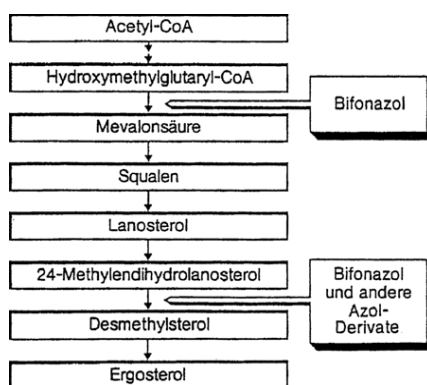 Acetyl-CoA
Hydroxymethylglutaryl-CoA
Bifonazol
Mevalonsäure
Squalen
Lanosterol
24-Methylendihydrolanosterol
Bifonazol
und andere
Azol-
Derivate
Desmethylsterol
Ergosterol